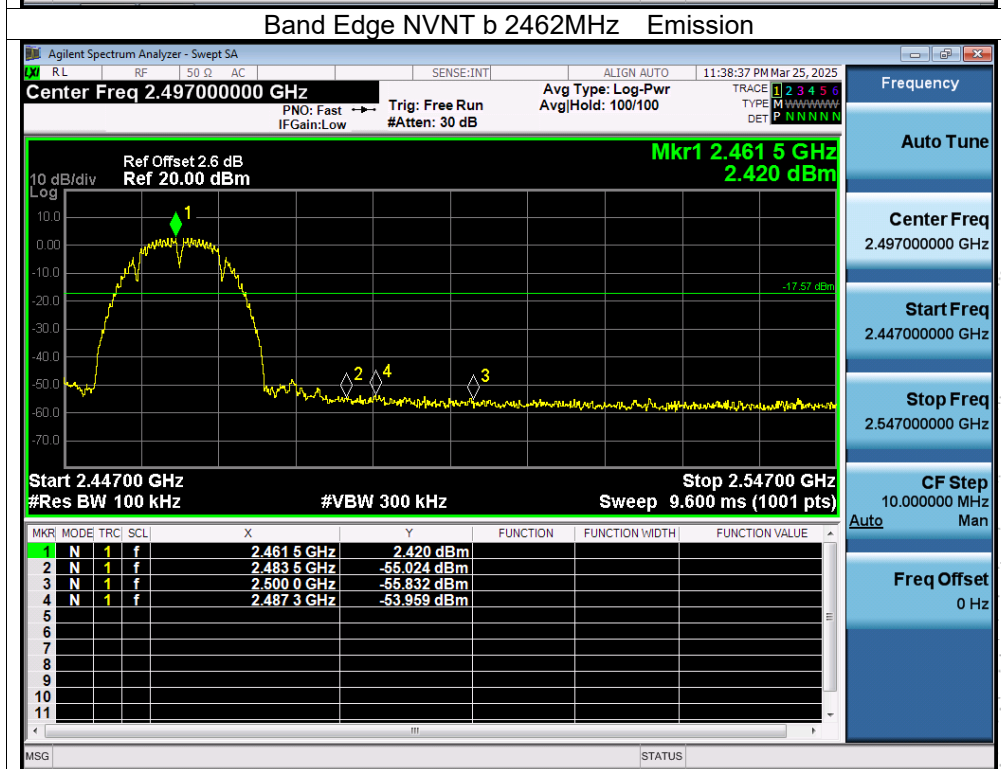 Band Edge NVNT b 2462MHz Emission
Agilent Spectrum Analyzer - Swept SA
LXI RL RF 50 Ω AC SENSE:INT ALIGN AUTO 11:38:37 PM Mar 25, 2025
Center Freq 2.497000000 GHz
PNO: Fast
IFGain:Low
Trig: Free Run
#Atten: 30 dB
Avg Type: Log-Pwr
Avg|Hold: 100/100
TRACE 1 2 3 4 5 6
TYPE M W W W W W
DET P N N N N N
Mkr1 2.461 5 GHz
2.420 dBm
Ref Offset 2.6 dB
10 dB/div Ref 20.00 dBm
Log
10.0
0.00
-10.0
-20.0
-30.0
-40.0
-50.0
-60.0
-70.0
1
2
4
3
-17.57 dBm
Start 2.44700 GHz Stop 2.54700 GHz
#Res BW 100 kHz #VBW 300 kHz Sweep 9.600 ms (1001 pts)
MKR MODE TRC SCL X Y FUNCTION FUNCTION WIDTH FUNCTION VALUE
1 N 1 f 2.461 5 GHz 2.420 dBm
2 N 1 f 2.483 5 GHz -55.024 dBm
3 N 1 f 2.500 0 GHz -55.832 dBm
4 N 1 f 2.487 3 GHz -53.959 dBm
5
6
7
8
9
10
11
MSG STATUS
Frequency
Auto Tune
Center Freq
2.497000000 GHz
Start Freq
2.447000000 GHz
Stop Freq
2.547000000 GHz
CF Step
10.000000 MHz
Auto Man
Freq Offset
0 Hz